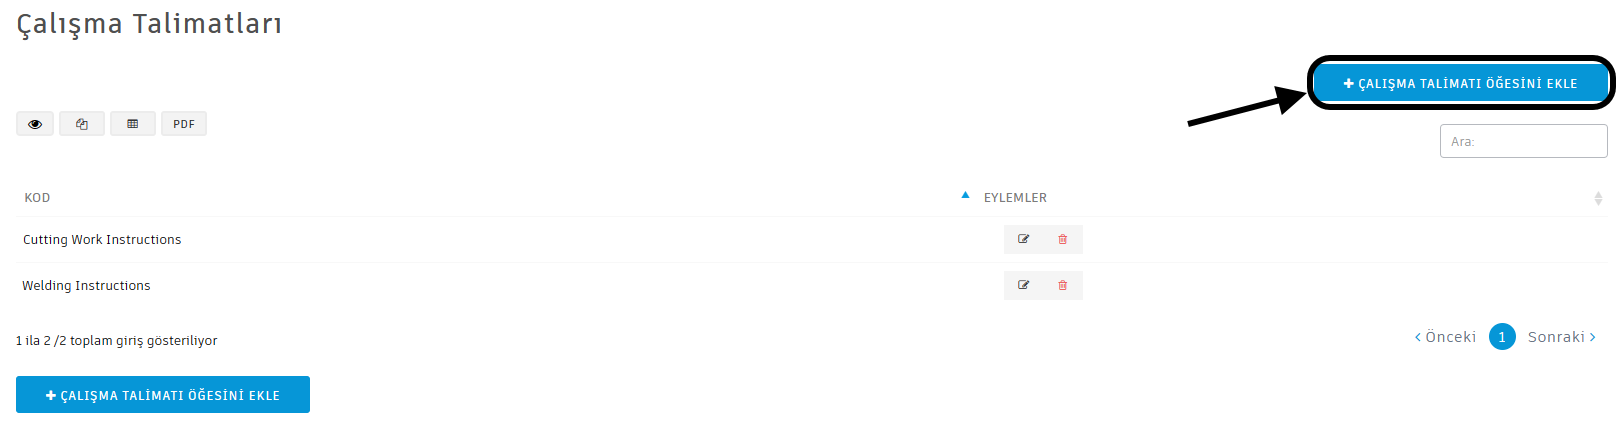 Çalışma Talimatları
ÇALIŞMA TALİMATI ÖĞESİNİ EKLE
PDF
Ara:
KOD EYLEMLER
Cutting Work Instructions
Welding Instructions
1 ila 2 /2 toplam giriş gösteriliyor
Önceki 1 Sonraki
ÇALIŞMA TALİMATI ÖĞESİNİ EKLE